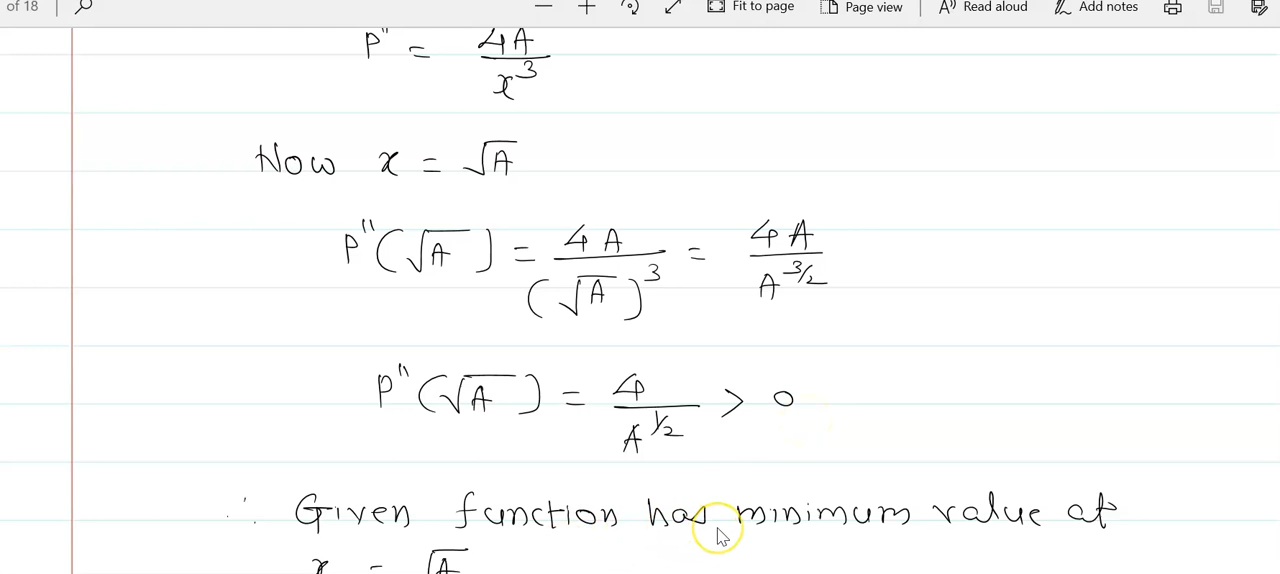 of 18 Fit to page Page view Read aloud Add notes
P" = 4A/x^3
Now x = √A
P"(√A) = 4A/(√A)^3 = 4A/A^3/2
P"(√A) = 4/A^1/2 > 0
∴ Given function has minimum value at
x = √A